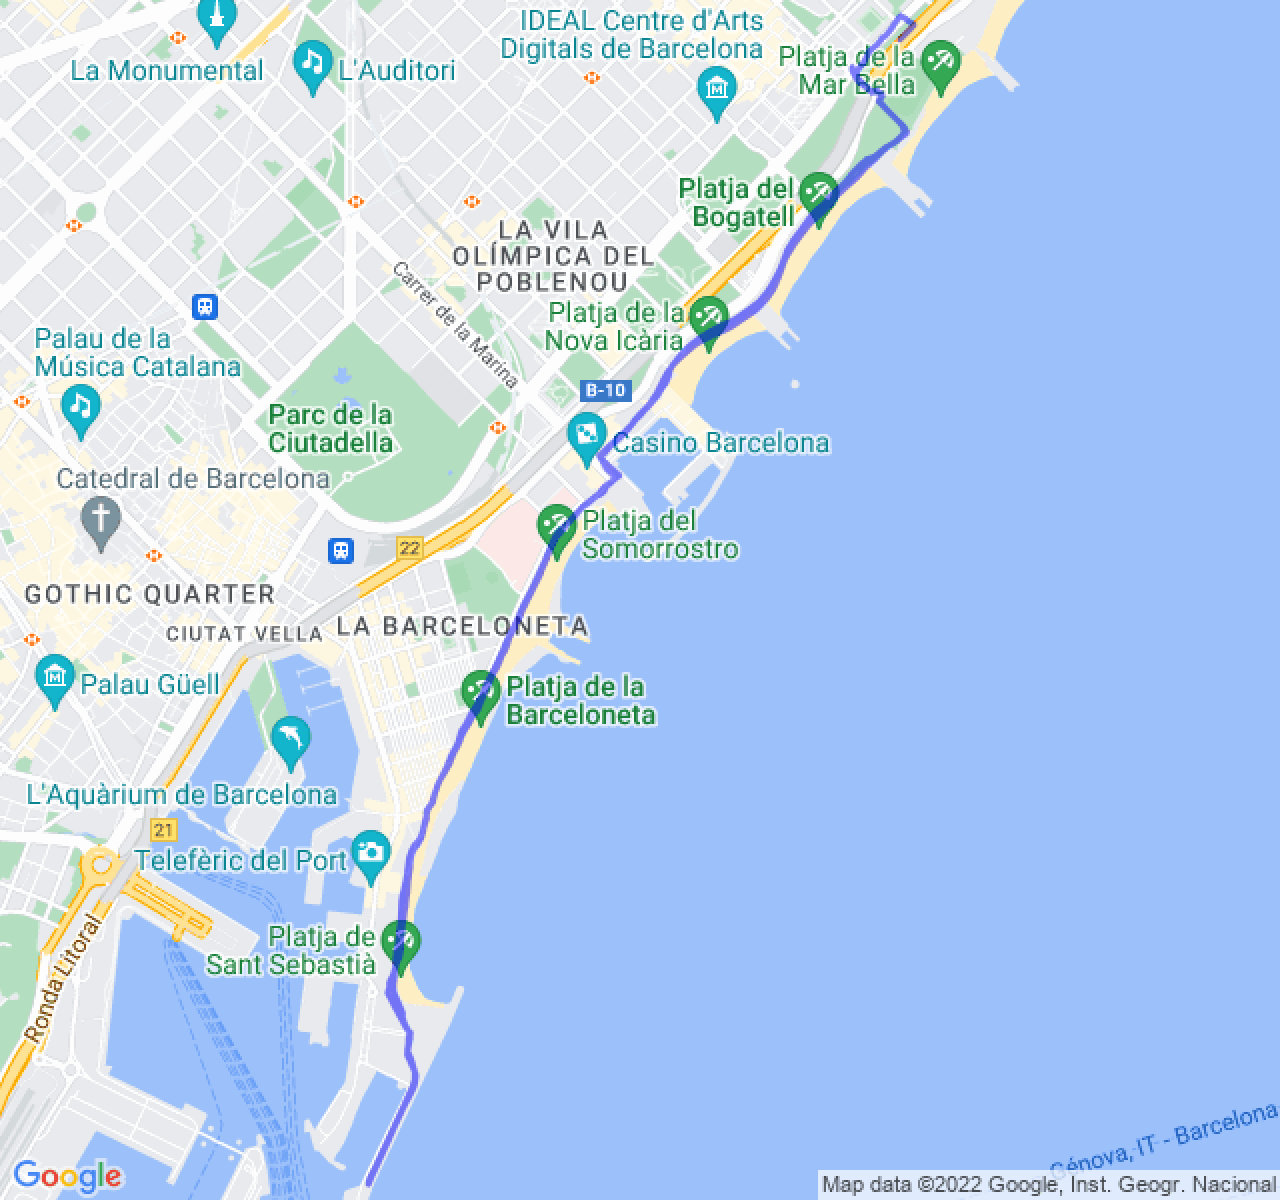 IDEAL Centre d'Arts
Digitals de Barcelona
La Monumental
L'Auditori
Platja de la
Mar Bella
M
Platja del
Bogatell
LA VILA
OLÍMPICA DEL
POBLENOU
Carrer de la Marina
Platja de la
Nova Icària
Palau de la
Música Catalana
B-10
Parc de la
Ciutadella
Casino Barcelona
Catedral de Barcelona
Platja del
Somorrostro
22
GOTHIC QUARTER
CIUTAT VELLA
LA BARCELONETA
M
Palau Güell
Platja de la
Barceloneta
L'Aquàrium de Barcelona
21
Telefèric del Port
Platja de
Sant Sebastià
Ronda Litoral
Génova, IT - Barcelona
Google
Map data ©2022 Google, Inst. Geogr. Nacional